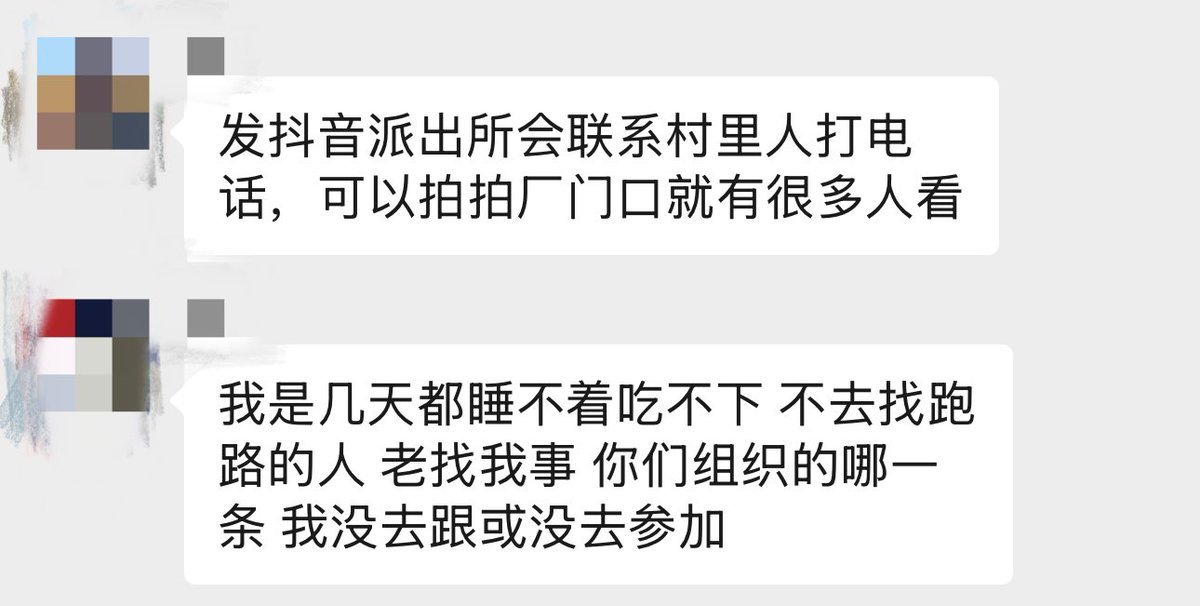 发抖音派出所会联系村里人打电
话，可以拍拍厂门口就有很多人看
我是几天都睡不着吃不下 不去找跑
路的人 老找我事 你们组织的哪一
条 我没去跟或没去参加